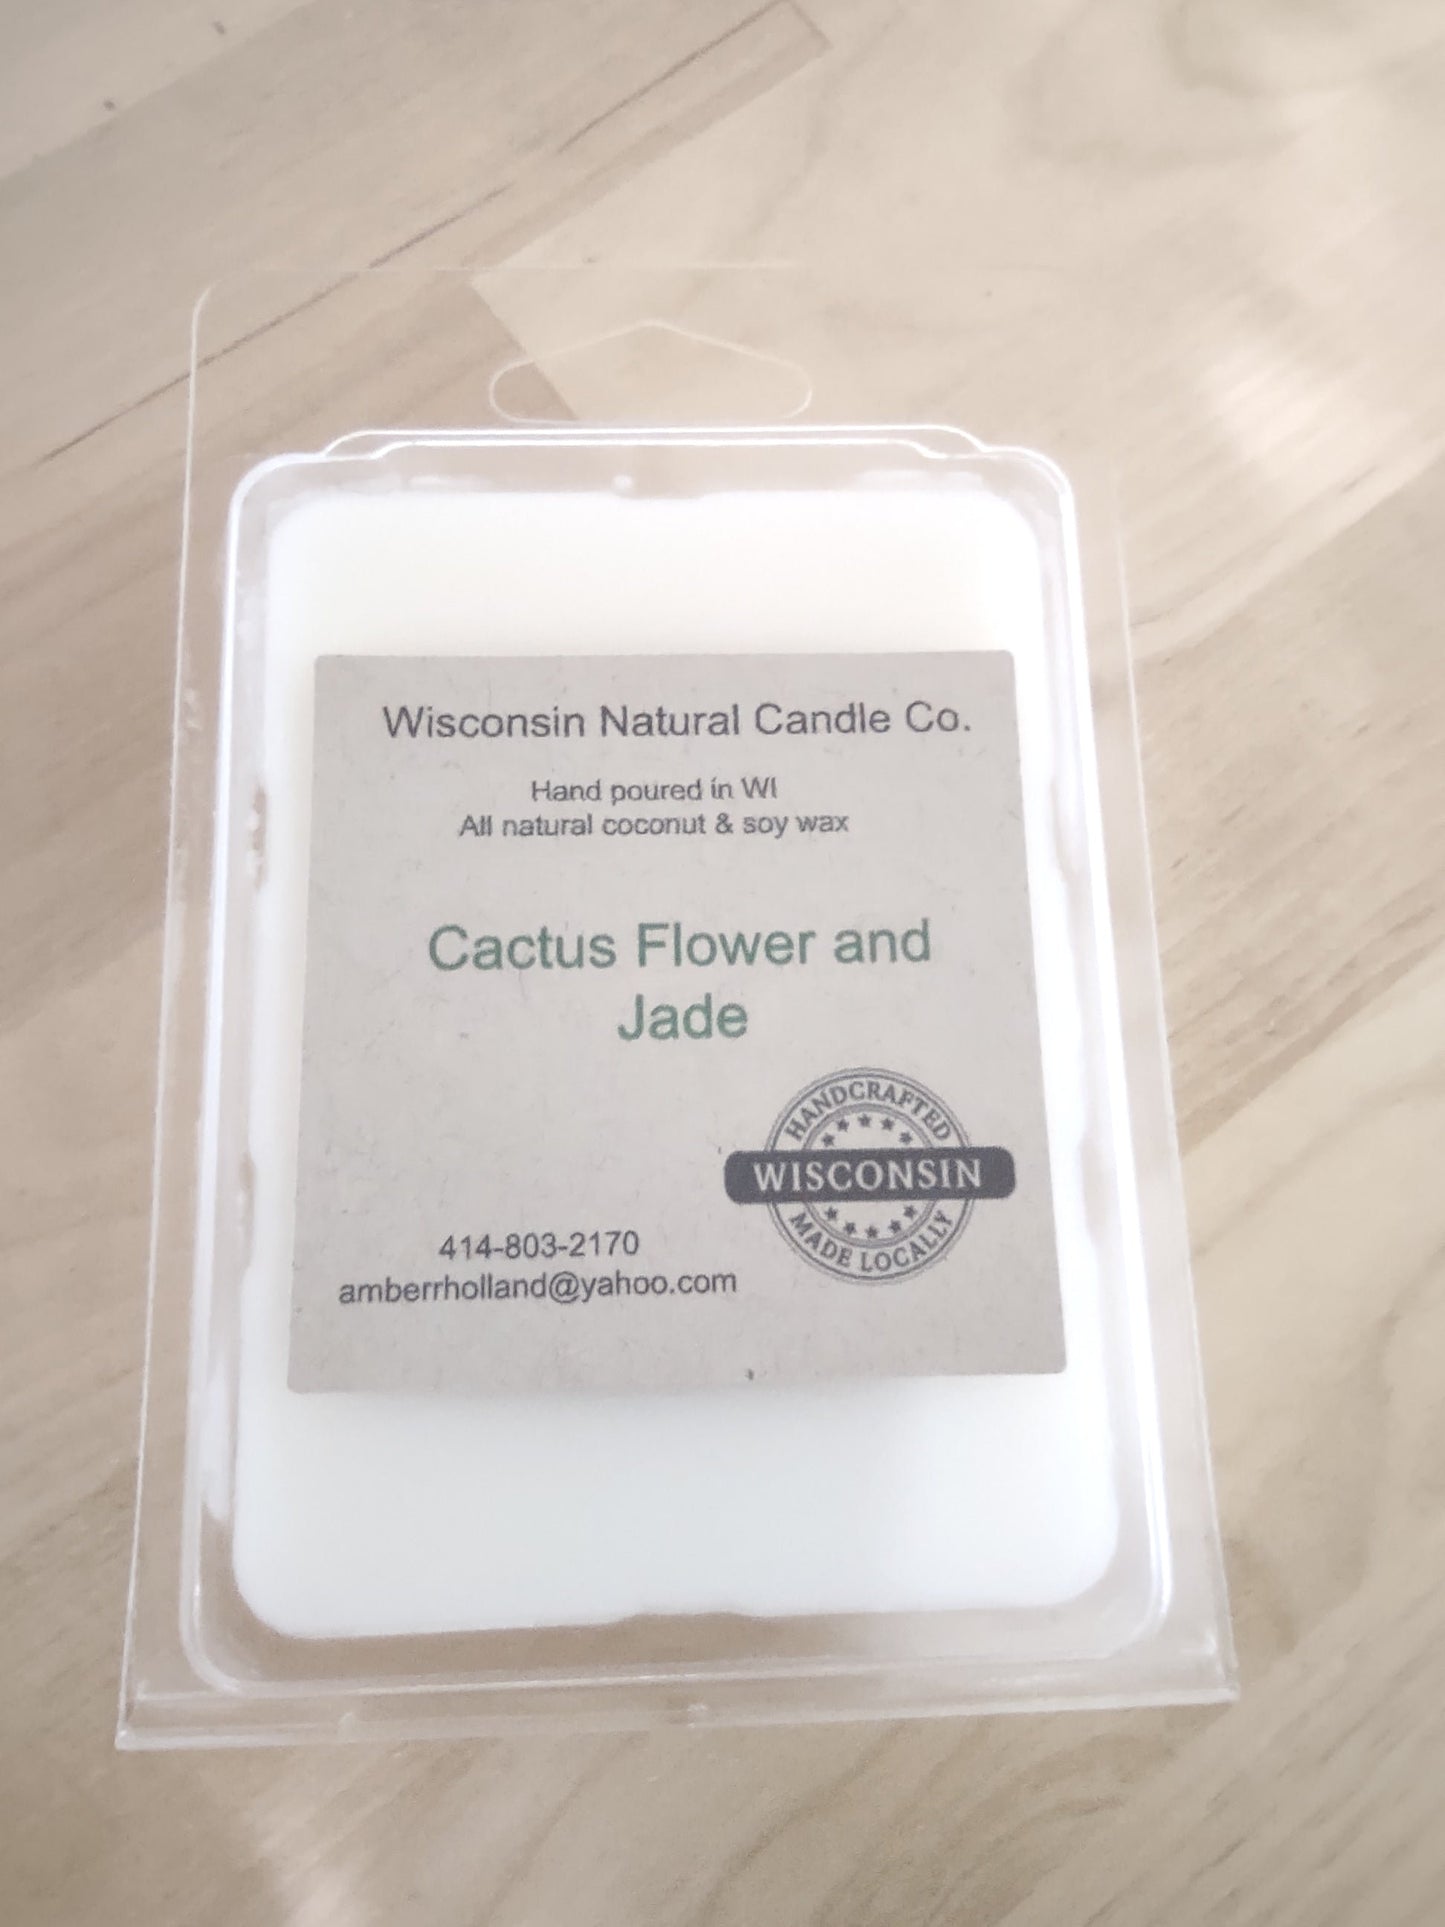 Wisconsin Natural Candle Co.
Hand poured in WI
All natural coconut & soy wax
Cactus Flower and
Jade
HANDCRAFTED
WISCONSIN
MADE LOCALLY
414-803-2170
amberrholland@yahoo.com